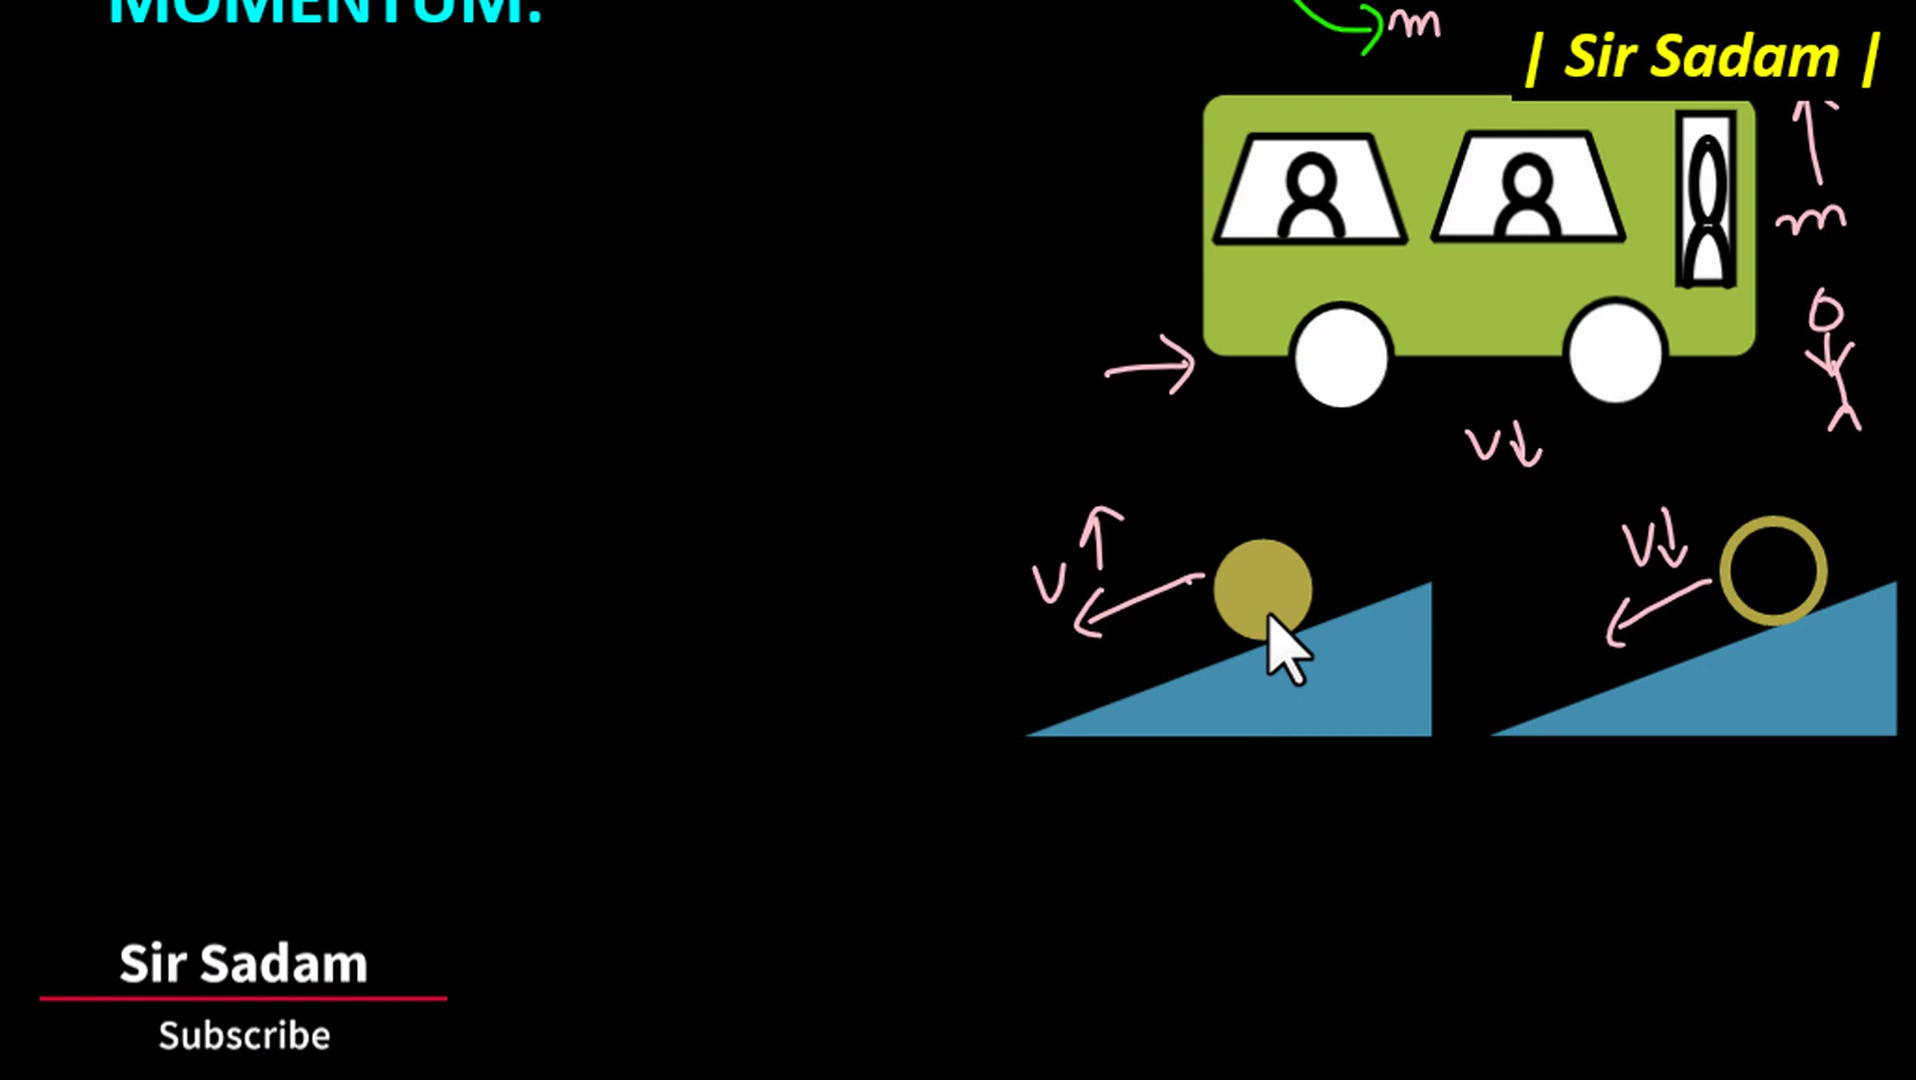 MOMENTUM:
m
| Sir Sadam |
m
V↓
V↑
V↓
Sir Sadam
Subscribe